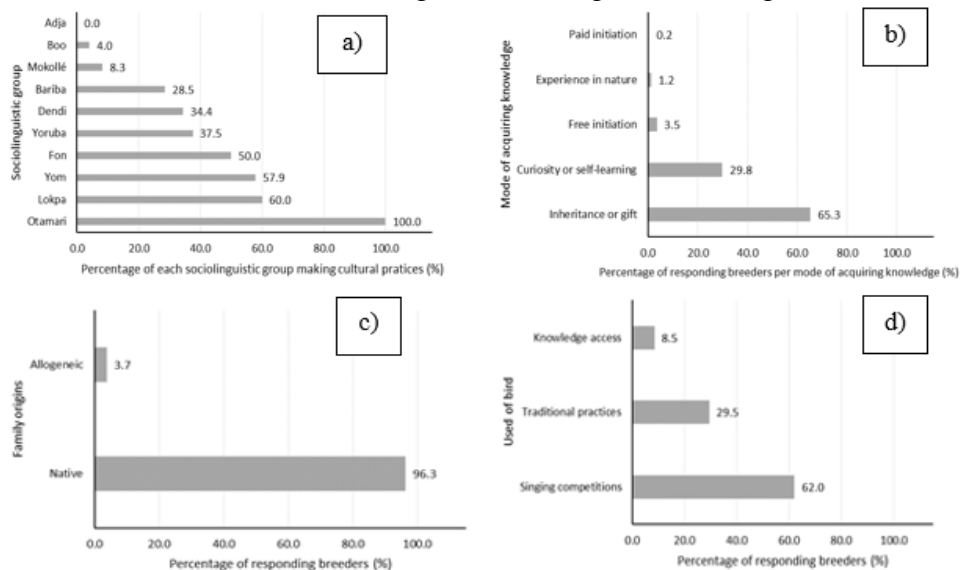 a)
Sociolinguistic group
Adja 0.0
Boo 4.0
Mokollé 8.3
Bariba 28.5
Dendi 34.4
Yoruba 37.5
Fon 50.0
Yom 57.9
Lokpa 60.0
Otamari 100.0
0.0 20.0 40.0 60.0 80.0 100.0
Percentage of each sociolinguistic group making cultural pratices (%)
b)
Mode of acquiring knowledge
Paid initiation 0.2
Experience in nature 1.2
Free initiation 3.5
Curiosity or self-learning 29.8
Inheritance or gift 65.3
0.0 20.0 40.0 60.0 80.0 100.0
Percentage of responding breeders per mode of acquiring knowledge (%)
c)
Family origins
Allogeneic 3.7
Native 96.3
0.0 20.0 40.0 60.0 80.0 100.0
Percentage of responding breeders (%)
d)
Used of bird
Knowledge access 8.5
Traditional practices 29.5
Singing competitions 62.0
0.0 20.0 40.0 60.0 80.0 100.0
Percentage of responding breeders (%)